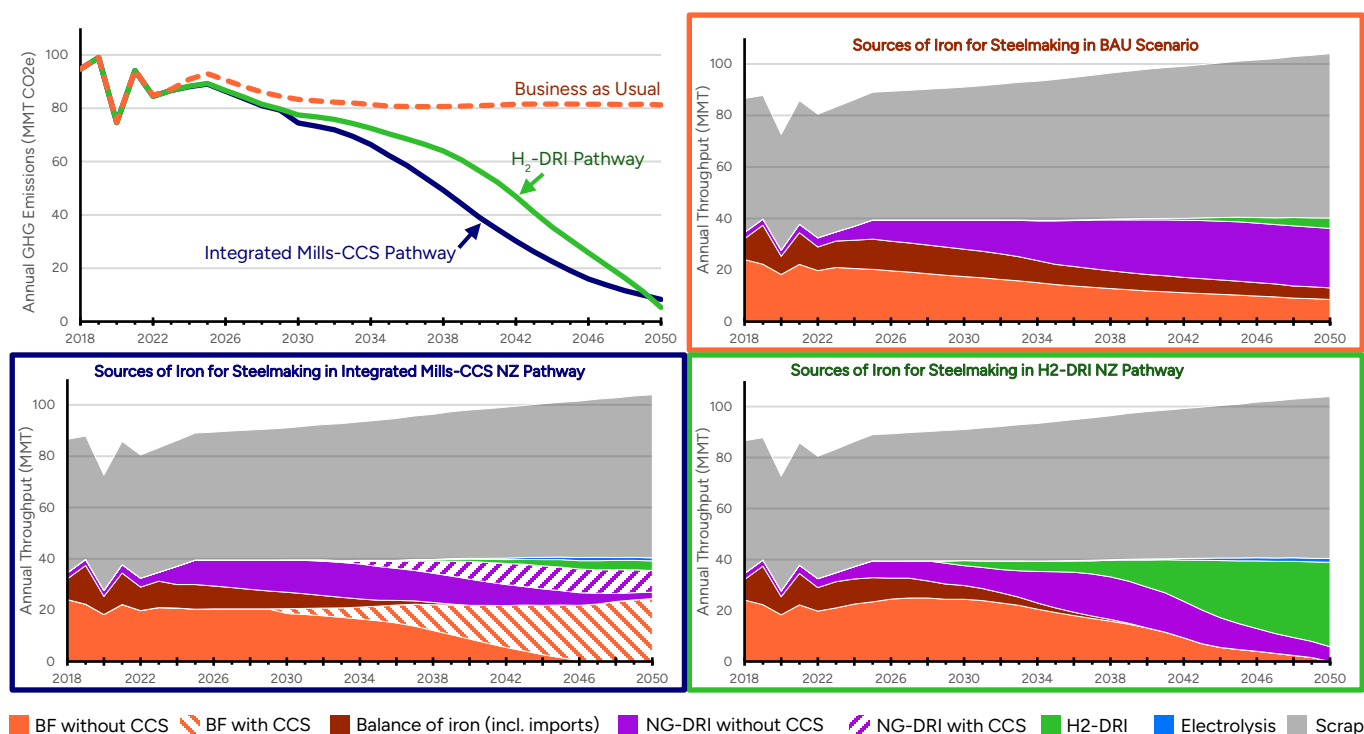 Annual GHG Emissions (MMT CO2e)
100
80
60
40
20
0
2018 2022 2026 2030 2034 2038 2042 2046 2050
Business as Usual
H2-DRI Pathway
Integrated Mills-CCS Pathway
Sources of Iron for Steelmaking in BAU Scenario
Annual Throughput (MMT)
100
80
60
40
20
0
2018 2022 2026 2030 2034 2038 2042 2046 2050
Sources of Iron for Steelmaking in Integrated Mills-CCS NZ Pathway
Annual Throughput (MMT)
100
80
60
40
20
0
2018 2022 2026 2030 2034 2038 2042 2046 2050
Sources of Iron for Steelmaking in H2-DRI NZ Pathway
Annual Throughput (MMT)
100
80
60
40
20
0
2018 2022 2026 2030 2034 2038 2042 2046 2050
BF without CCS BF with CCS Balance of iron (incl. imports) NG-DRI without CCS NG-DRI with CCS H2-DRI Electrolysis Scrap